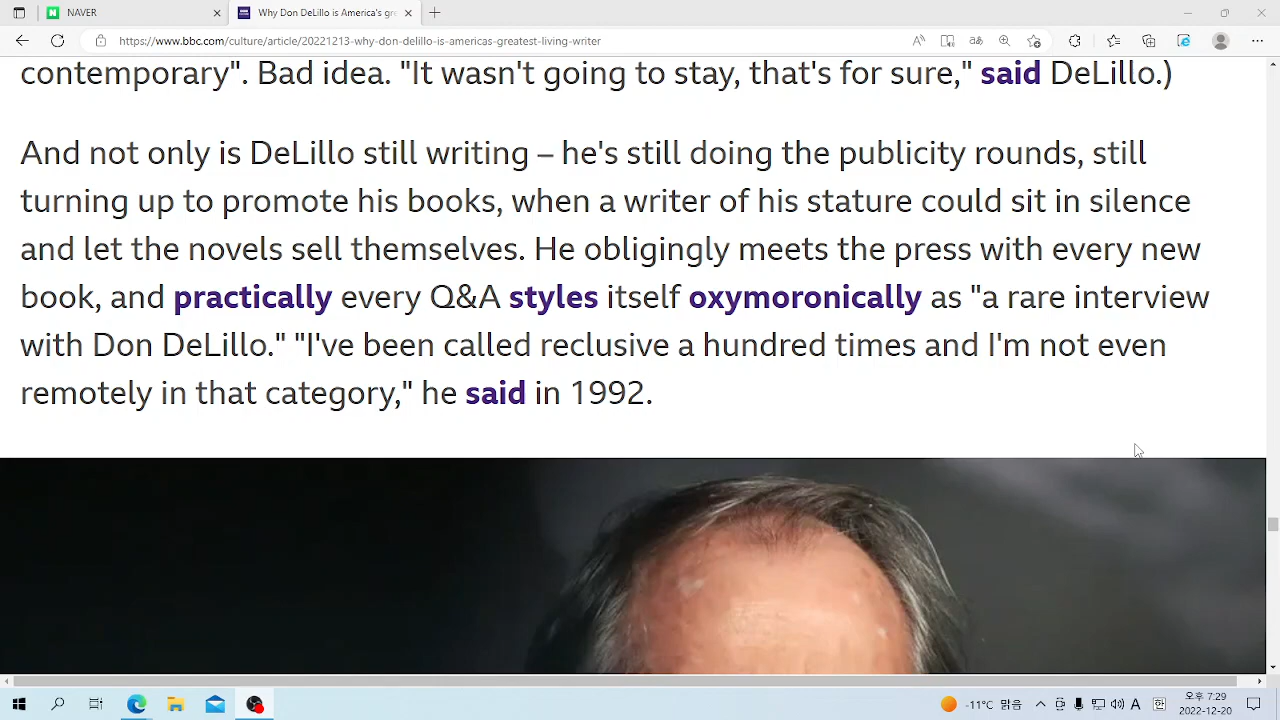 NAVER
Why Don DeLillo is America's gre
https://www.bbc.com/culture/article/20221213-why-don-delillo-is-americas-greatest-living-writer
contemporary". Bad idea. "It wasn't going to stay, that's for sure," said DeLillo.)
And not only is DeLillo still writing – he's still doing the publicity rounds, still
turning up to promote his books, when a writer of his stature could sit in silence
and let the novels sell themselves. He obligingly meets the press with every new
book, and practically every Q&A styles itself oxymoronically as "a rare interview
with Don DeLillo." "I've been called reclusive a hundred times and I'm not even
remotely in that category," he said in 1992.
-11°C 맑음
A
오후 7:29
2022-12-20